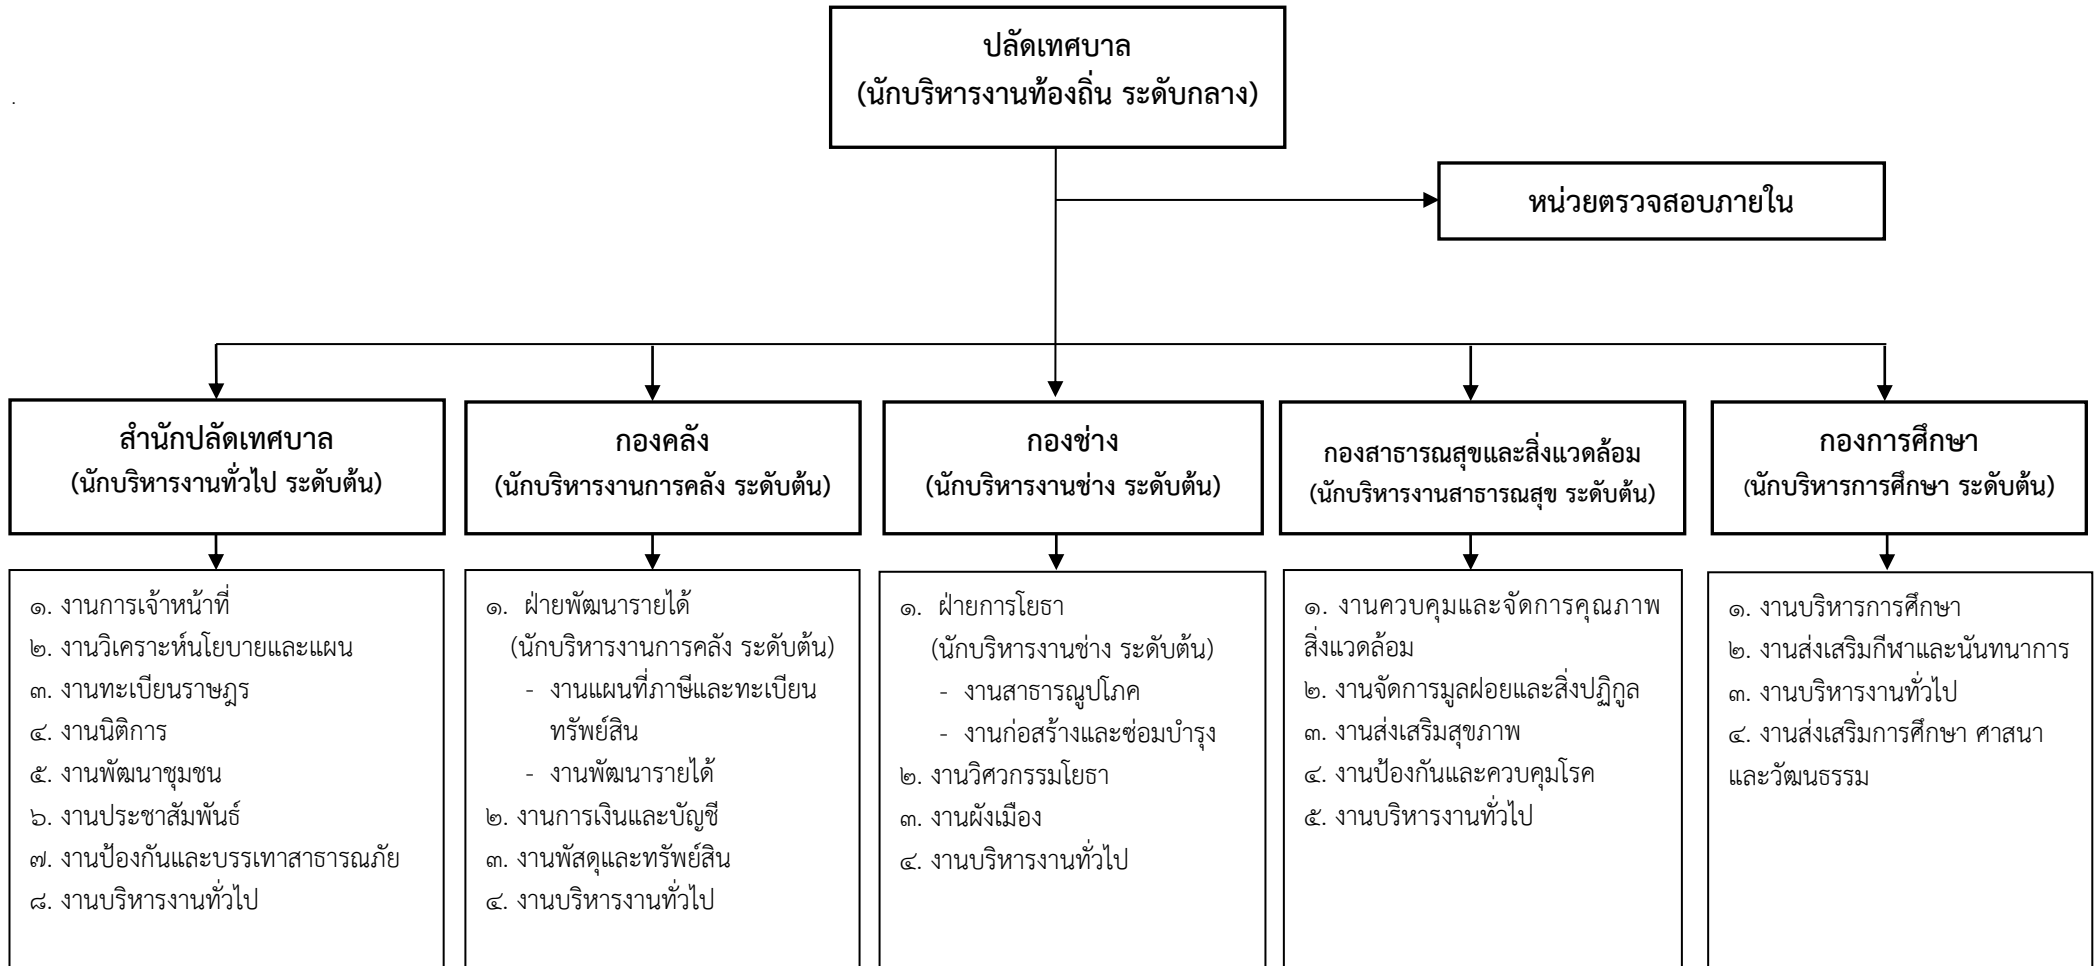 ปลัดเทศบาล
(นักบริหารงานท้องถิ่น ระดับกลาง)
.
หน่วยตรวจสอบภายใน
สำนักปลัดเทศบาล
(นักบริหารงานทั่วไป ระดับต้น)
กองคลัง
(นักบริหารงานการคลัง ระดับต้น)
กองช่าง
(นักบริหารงานช่าง ระดับต้น)
กองสาธารณสุขและสิ่งแวดล้อม
(นักบริหารงานสาธารณสุข ระดับต้น)
กองการศึกษา
(นักบริหารการศึกษา ระดับต้น)
๑. งานการเจ้าหน้าที่
๒. งานวิเคราะห์นโยบายและแผน
๓. งานทะเบียนราษฎร
๔. งานนิติการ
๕. งานพัฒนาชุมชน
๖. งานประชาสัมพันธ์
๗. งานป้องกันและบรรเทาสาธารณภัย
๘. งานบริหารงานทั่วไป
๑. ฝ่ายพัฒนารายได้
(นักบริหารงานการคลัง ระดับต้น)
- งานแผนที่ภาษีและทะเบียน
ทรัพย์สิน
- งานพัฒนารายได้
๒. งานการเงินและบัญชี
๓. งานพัสดุและทรัพย์สิน
๔. งานบริหารงานทั่วไป
๑. ฝ่ายการโยธา
(นักบริหารงานช่าง ระดับต้น)
- งานสาธารณูปโภค
- งานก่อสร้างและซ่อมบำรุง
๒. งานวิศวกรรมโยธา
๓. งานผังเมือง
๔. งานบริหารงานทั่วไป
๑. งานควบคุมและจัดการคุณภาพ
สิ่งแวดล้อม
๒. งานจัดการมูลฝอยและสิ่งปฏิกูล
๓. งานส่งเสริมสุขภาพ
๔. งานป้องกันและควบคุมโรค
๕. งานบริหารงานทั่วไป
๑. งานบริหารการศึกษา
๒. งานส่งเสริมกีฬาและนันทนาการ
๓. งานบริหารงานทั่วไป
๔. งานส่งเสริมการศึกษา ศาสนา
และวัฒนธรรม